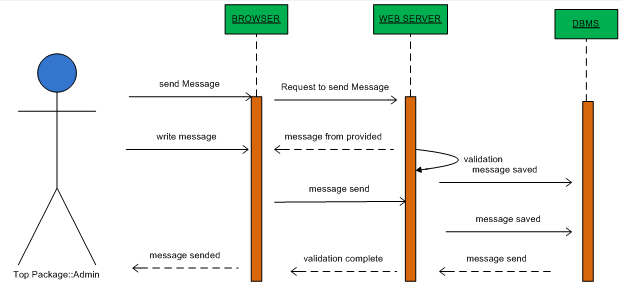 BROWSER
WEB SERVER
DBMS
send Message
Request to send Message
write message
message from provided
validation
message saved
message send
message saved
message sended
validation complete
message send
Top Package::Admin